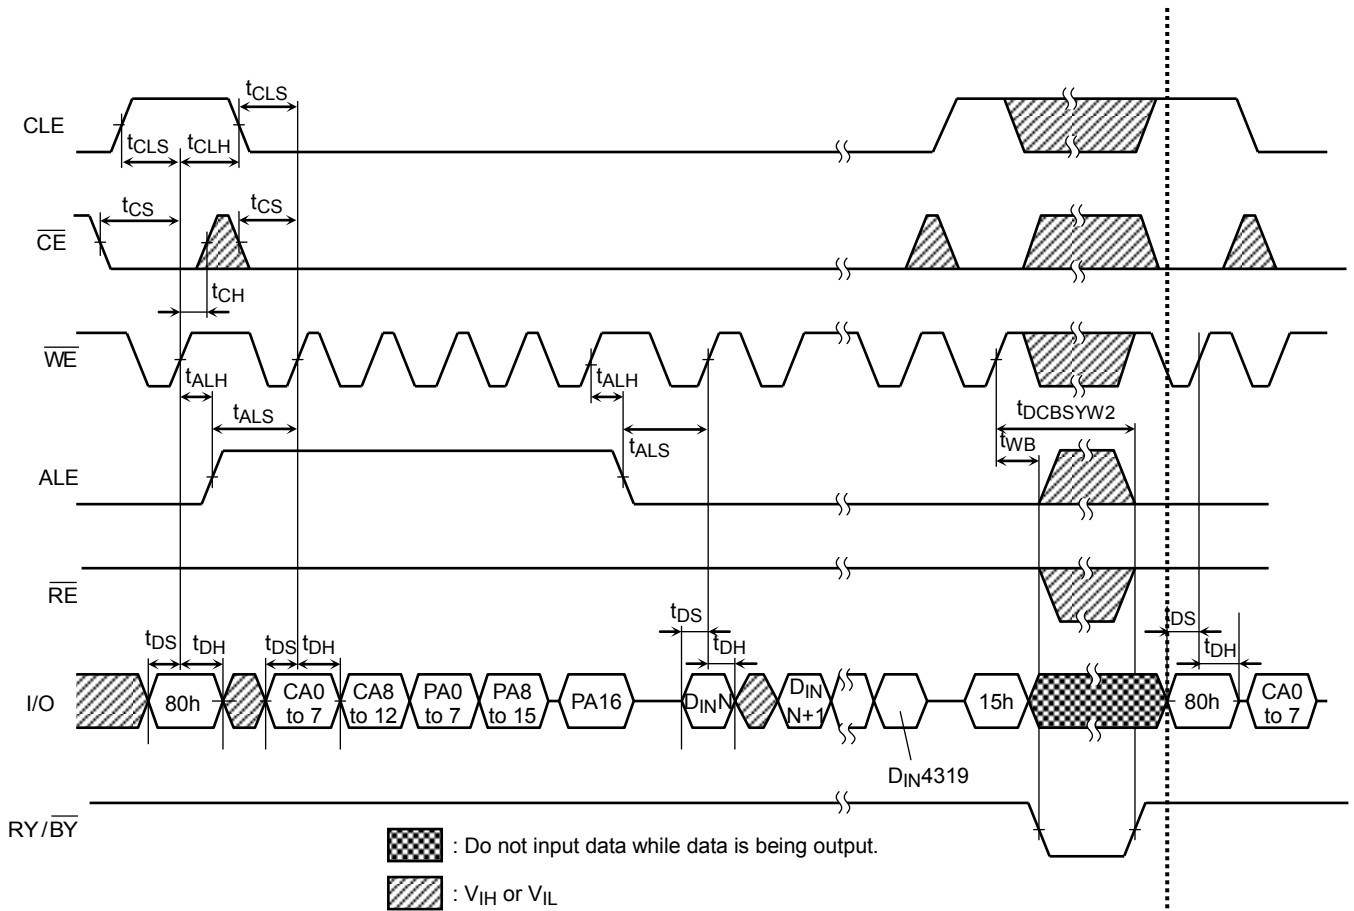 tCLS
CLE
tCLS tCLH
tCS tCS
CE
tCH
WE
tALH tALH
tDCBSYW2
tALS tALS tWB
ALE
RE
tDS tDS
tDH tDH
tDS tDH tDS tDH
I/O 80h CA0 to 7 CA8 to 12 PA0 to 7 PA8 to 15 PA16 DINN DIN N+1 15h 80h CA0 to 7
DIN4319
RY/BY
: Do not input data while data is being output.
: VIH or VIL